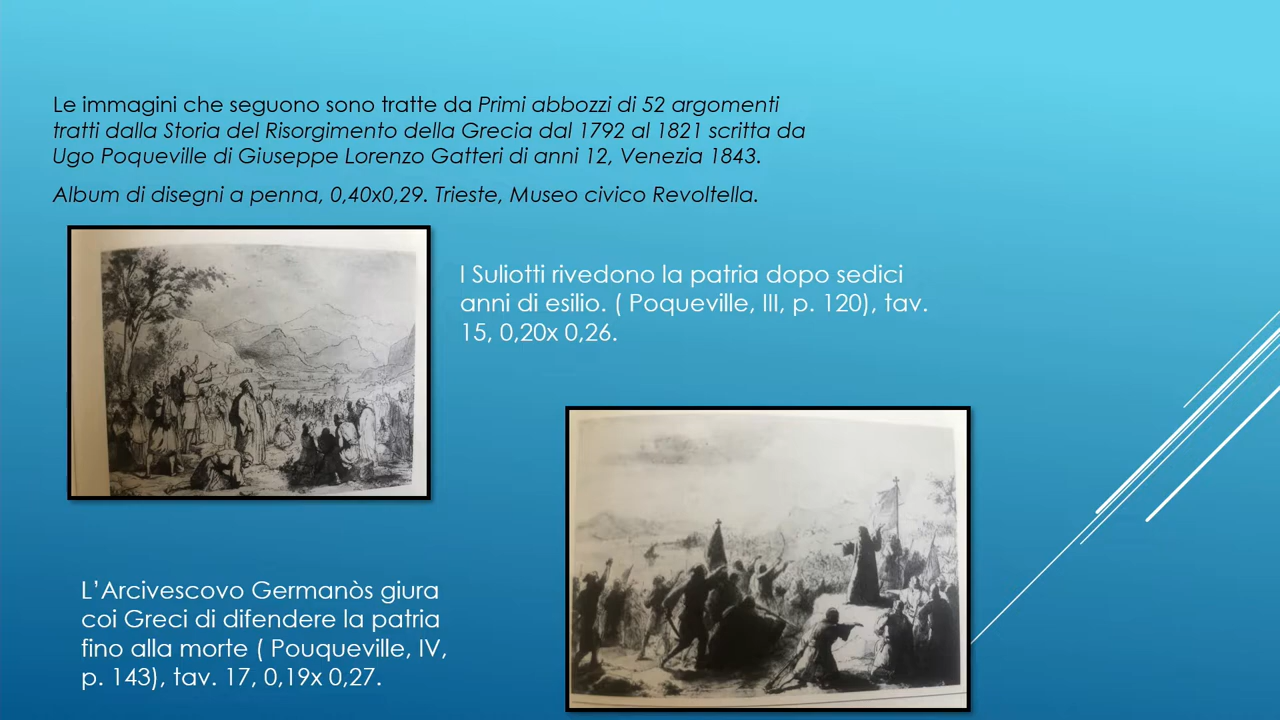 Le immagini che seguono sono tratte da Primi abbozzi di 52 argomenti
tratti dalla Storia del Risorgimento della Grecia dal 1792 al 1821 scritta da
Ugo Poqueville di Giuseppe Lorenzo Gatteri di anni 12, Venezia 1843.
Album di disegni a penna, 0,40x0,29. Trieste, Museo civico Revoltella.
I Suliotti rivedono la patria dopo sedici
anni di esilio. ( Poqueville, III, p. 120), tav.
15, 0,20x 0,26.
L’Arcivescovo Germanòs giura
coi Greci di difendere la patria
fino alla morte ( Pouqueville, IV,
p. 143), tav. 17, 0,19x 0,27.